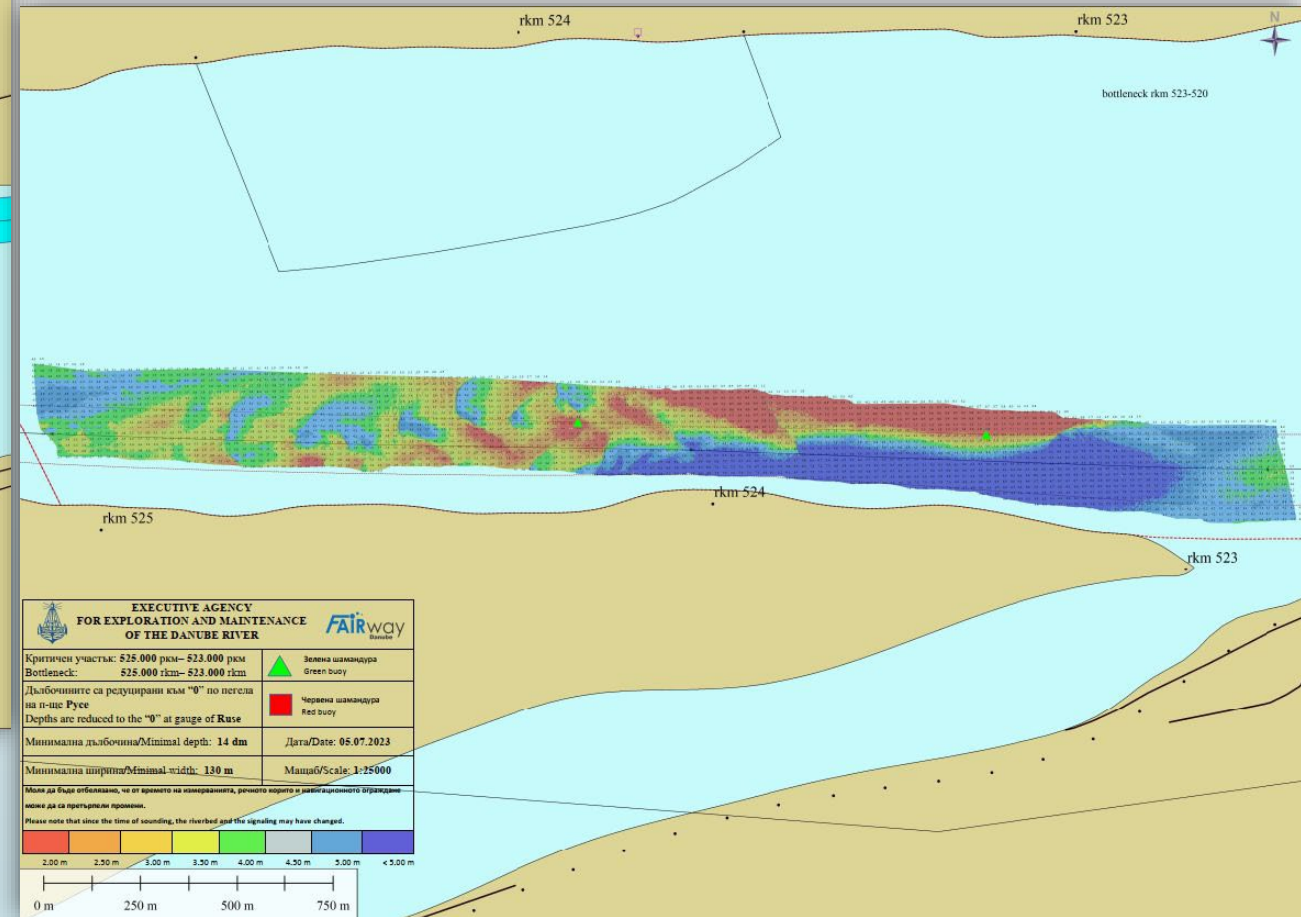 rkm 524
rkm 523
N
bottleneck rkm 523-520
rkm 525
rkm 524
rkm 523
EXECUTIVE AGENCY
FOR EXPLORATION AND MAINTENANCE
OF THE DANUBE RIVER
FAIRway
Danube
Критичен участък: 525.000 ркм– 523.000 ркм
Bottleneck: 525.000 rkm– 523.000 rkm
Зелена шамандура
Green buoy
Дълбочините са редуцирани към “0” по пегела
на п-ще Русе
Depths are reduced to the “0” at gauge of Ruse
Червена шамандура
Red buoy
Минимална дълбочина/Minimal depth: 14 dm
Дата/Date: 05.07.2023
Минимална ширина/Minimal width: 130 m
Мащаб/Scale: 1:25000
Моля да бъде отбелязано, че от времето на измерванията, речното корито и навигационното ограждане
може да са претърпели промени.
Please note that since the time of sounding, the riverbed and the signaling may have changed.
2.00 m 2.50 m 3.00 m 3.50 m 4.00 m 4.50 m 5.00 m < 5.00 m
0 m 250 m 500 m 750 m